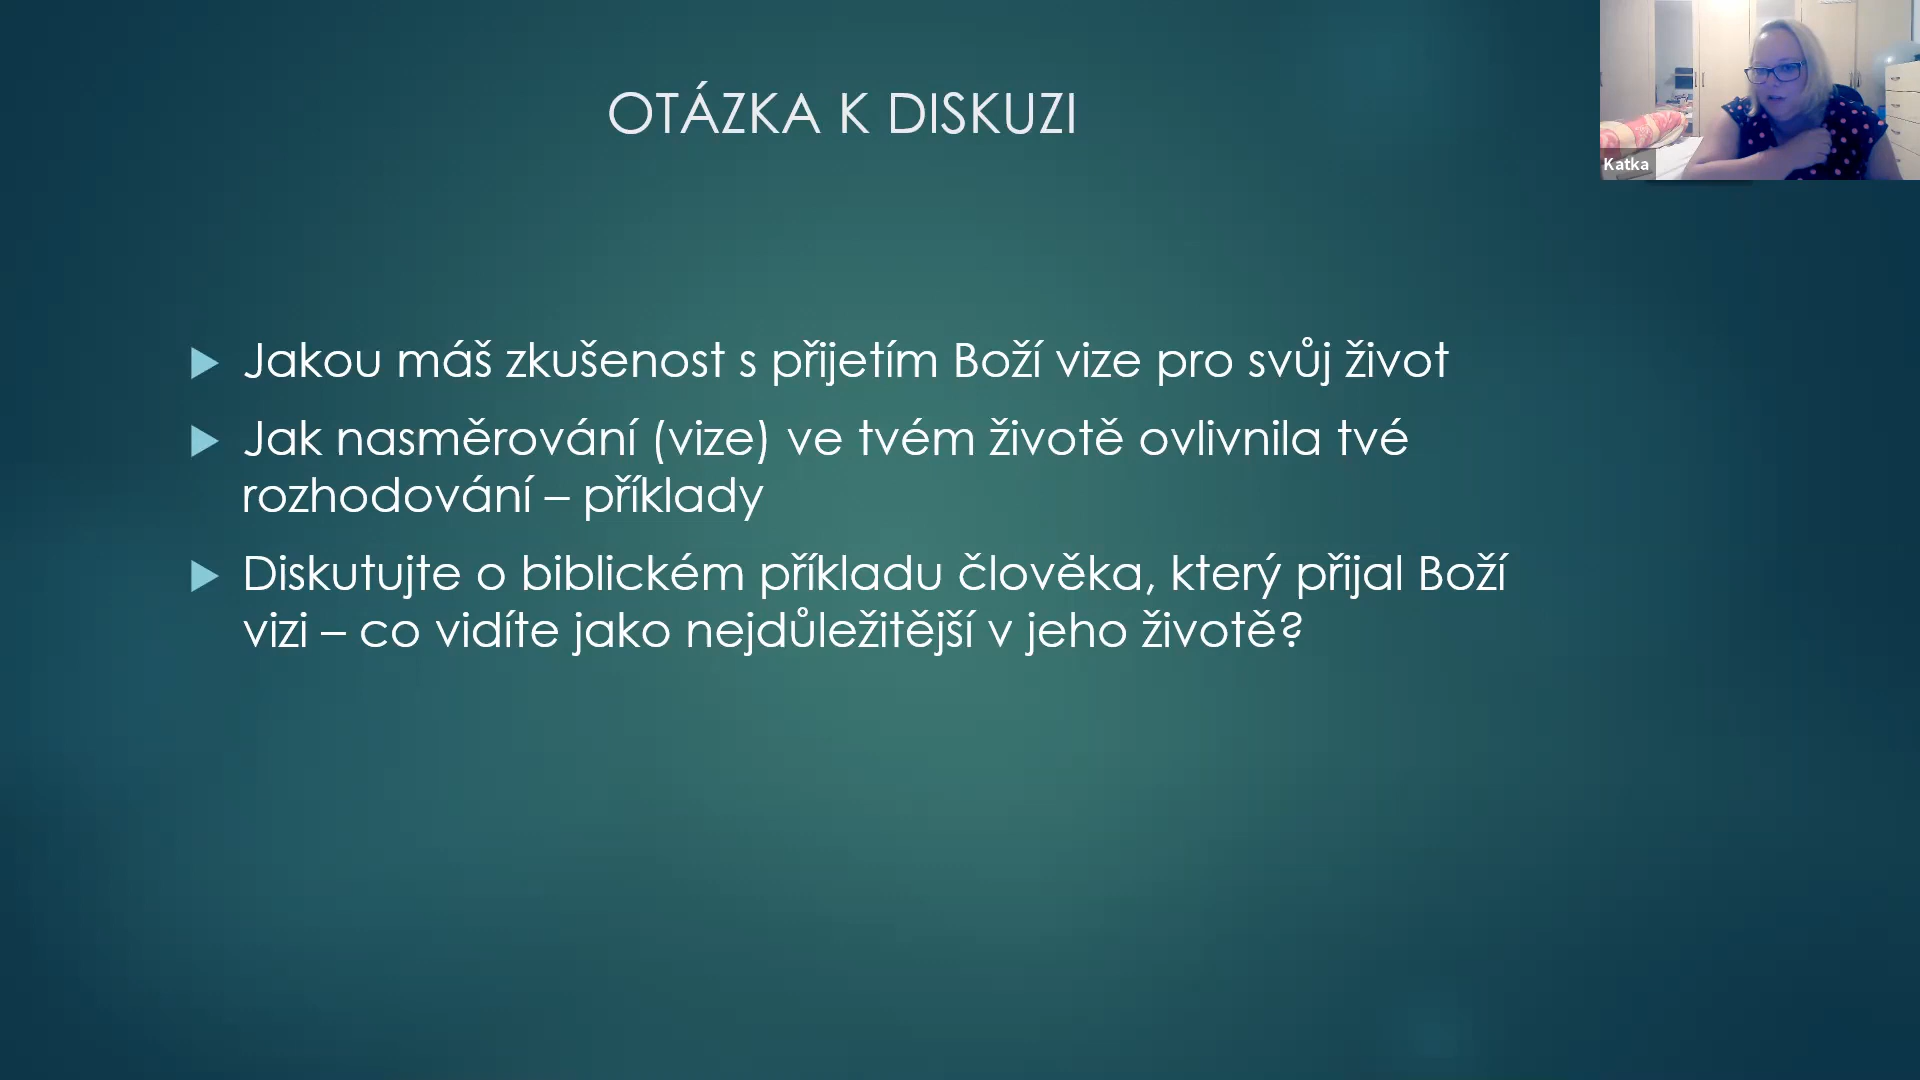 OTÁZKA K DISKUZI
Katka
Jakou máš zkušenost s přijetím Boží vize pro svůj život
Jak nasměrování (vize) ve tvém životě ovlivnila tvé
rozhodování – příklady
Diskutujte o biblickém příkladu člověka, který přijal Boží
vizi – co vidíte jako nejdůležitější v jeho životě?